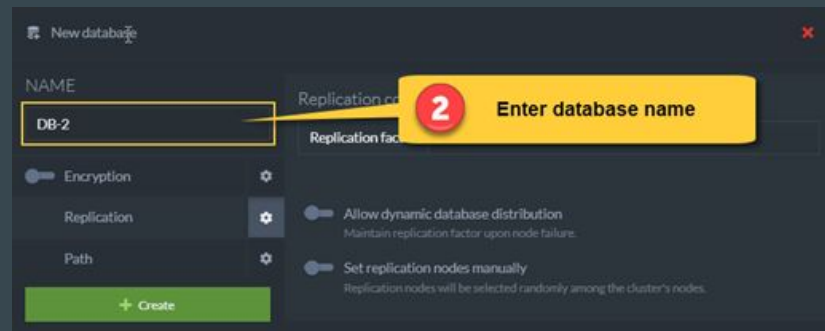 New database
NAME
DB-2
Encryption
Replication
Path
+ Create
Replication
2 Enter database name
Replication
Allow dynamic database distribution
Maintain replication factor upon node failure.
Set replication nodes manually
Replication nodes will be selected randomly among the cluster's nodes.